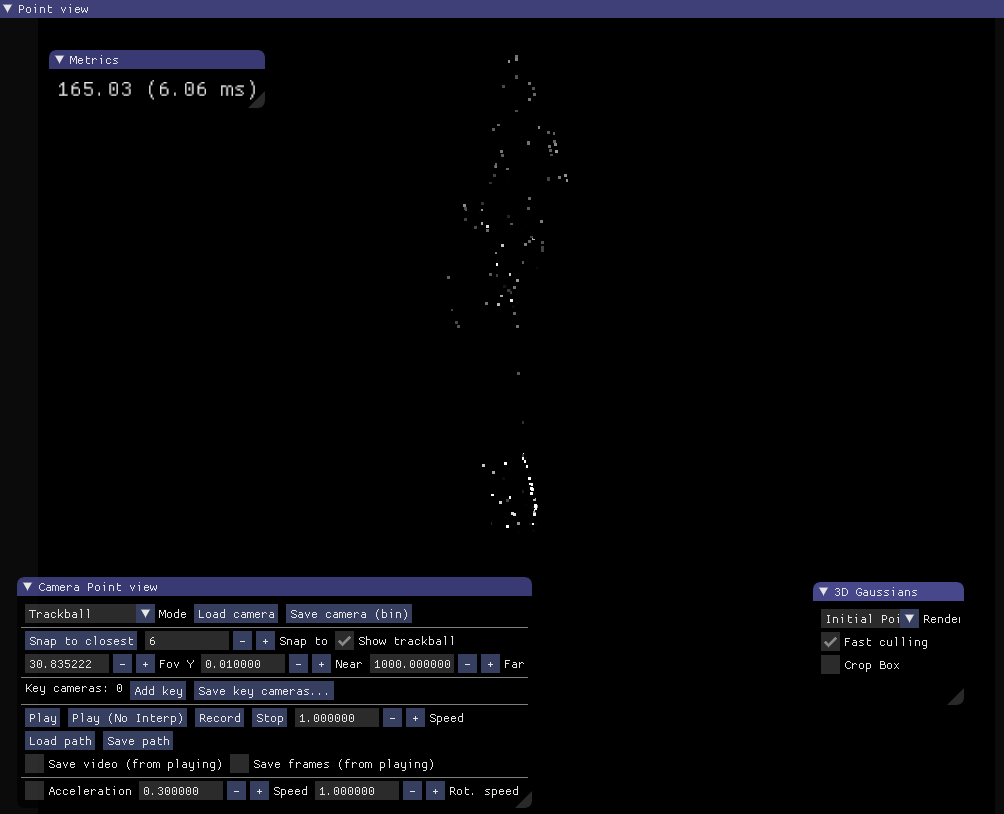 Point view
Metrics
165.03 (6.06 ms)
Camera Point view
Trackball Mode Load camera Save camera (bin)
Snap to closest 6 - + Snap to Show trackball
30.835222 - + Fov Y 0.010000 - + Near 1000.000000 - + Far
Key cameras: 0 Add key Save key cameras...
Play Play (No Interp) Record Stop 1.000000 - + Speed
Load path Save path
Save video (from playing) Save frames (from playing)
Acceleration 0.300000 - + Speed 1.000000 - + Rot. speed
3D Gaussians
Initial Poi Render
Fast culling
Crop Box